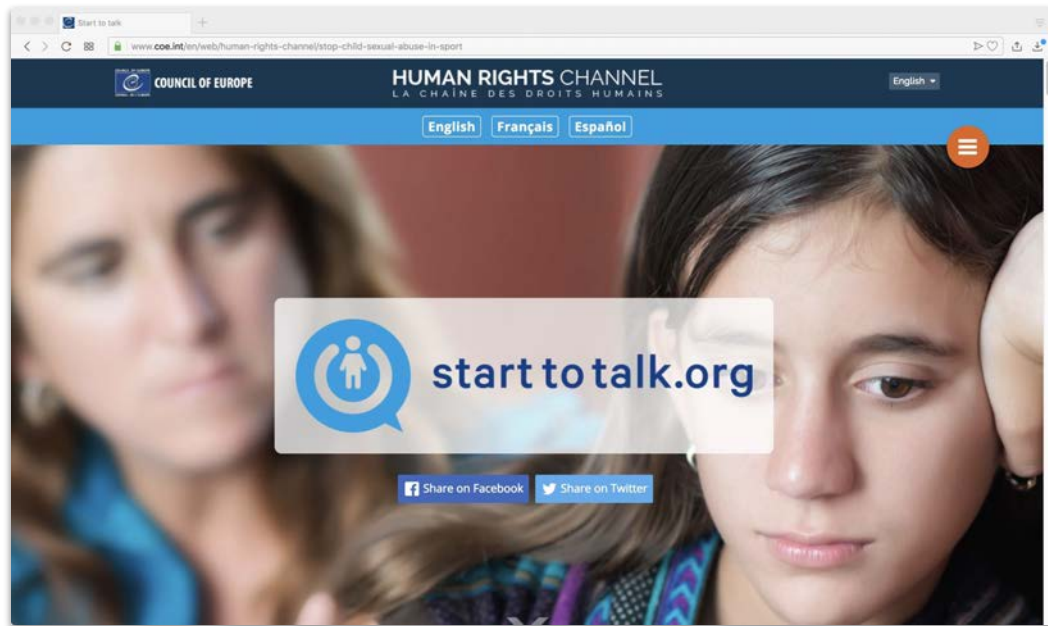 Start to talk
www.coe.int/en/web/human-rights-channel/stop-child-sexual-abuse-in-sport
COUNCIL OF EUROPE
HUMAN RIGHTS CHANNEL
LA CHAÎNE DES DROITS HUMAINS
English
English Français Español
start to talk.org
Share on Facebook Share on Twitter